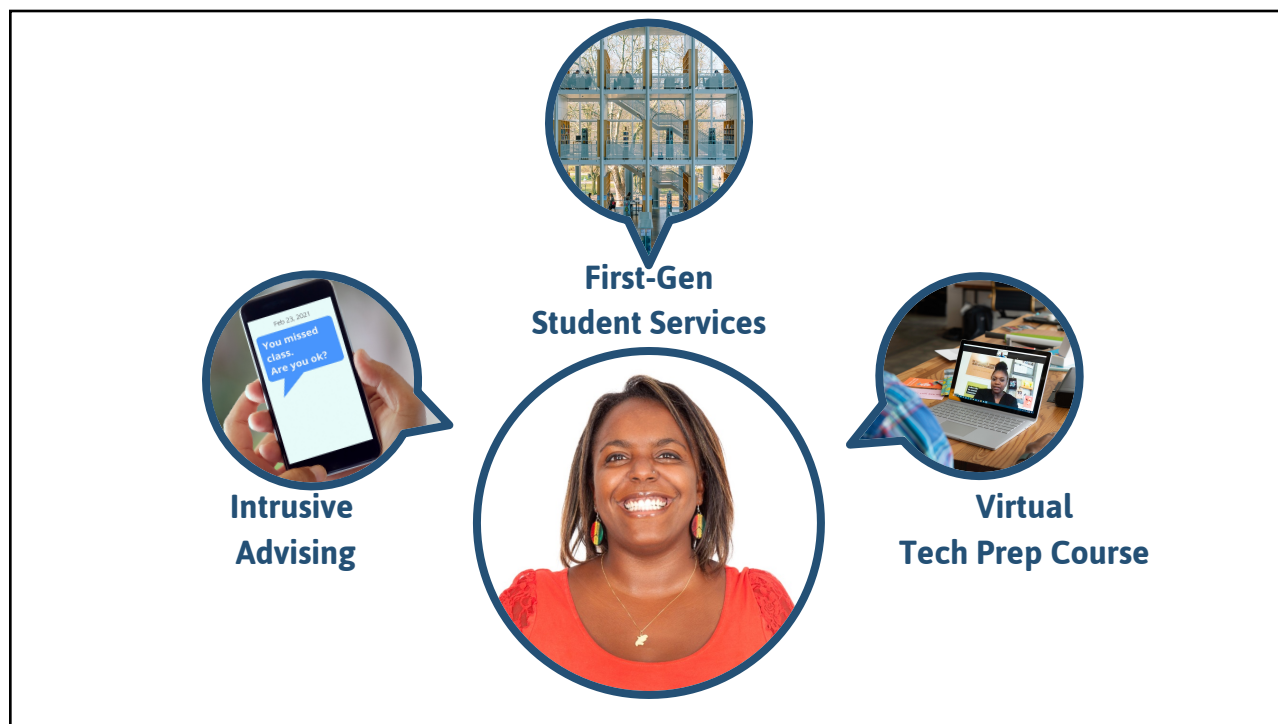 First-Gen
Student Services
Feb 23, 2021
You missed
class.
Are you ok?
Intrusive
Advising
Virtual
Tech Prep Course